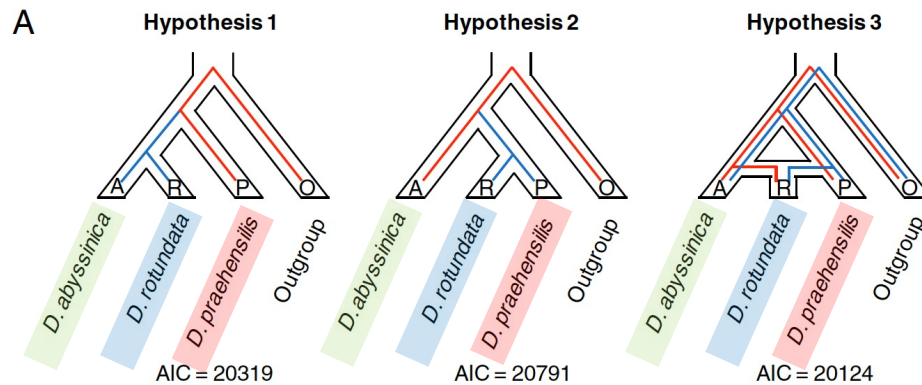 A
Hypothesis 1
Hypothesis 2
Hypothesis 3
A R P O
A R P O
A R P O
D. abyssinica
D. rotundata
D. praehensilis
Outgroup
D. abyssinica
D. rotundata
D. praehensilis
Outgroup
D. abyssinica
D. rotundata
D. praehensilis
Outgroup
AIC = 20319
AIC = 20791
AIC = 20124